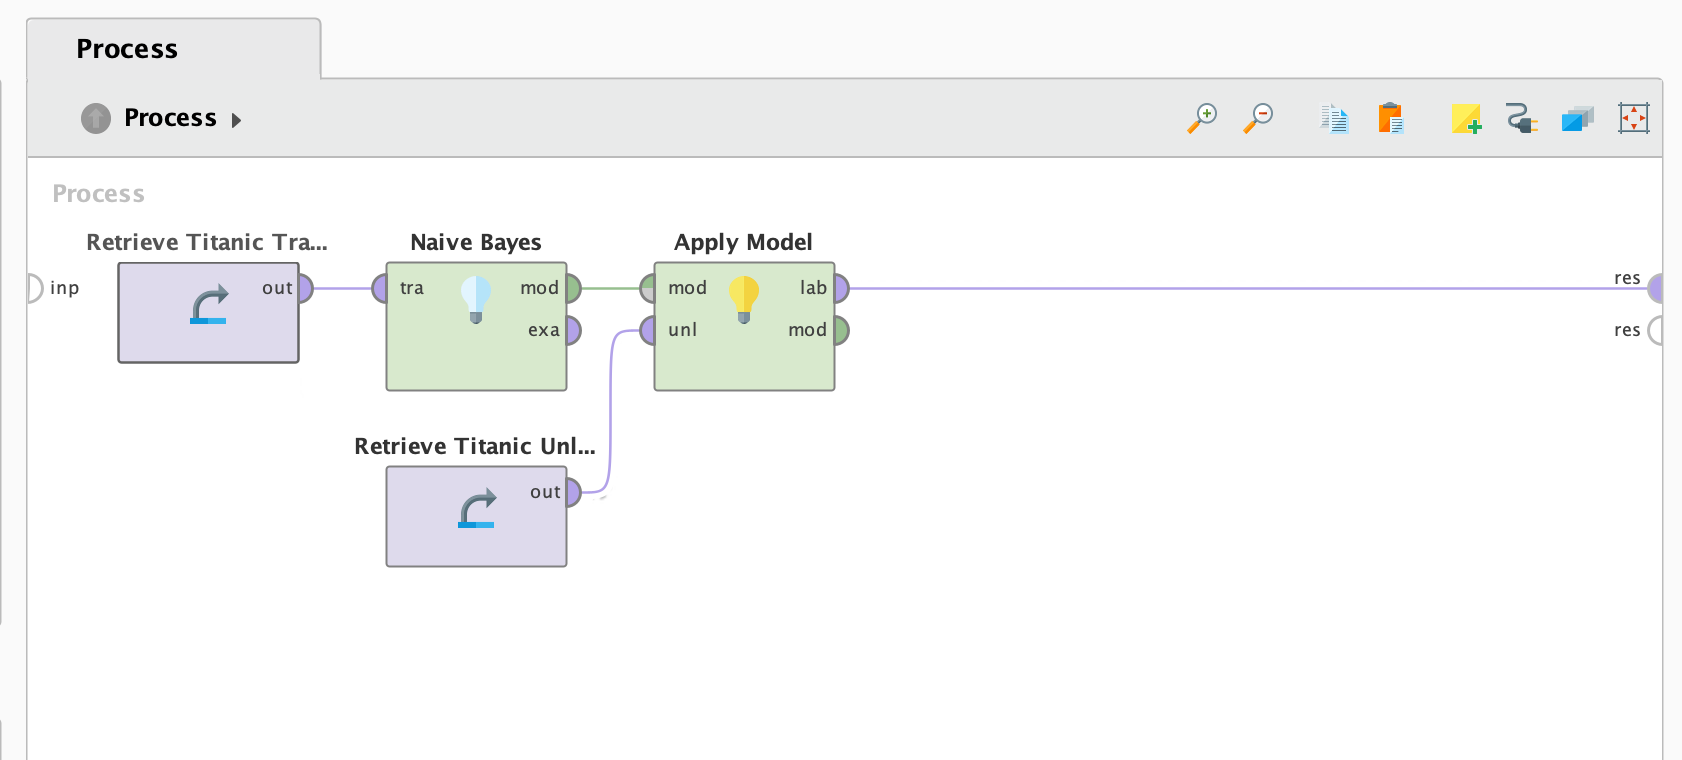 Process
Process
Process
Retrieve Titanic Tra...
Naive Bayes
Apply Model
inp
out
tra
mod
mod
lab
res
exa
unl
mod
res
Retrieve Titanic Unl...
out